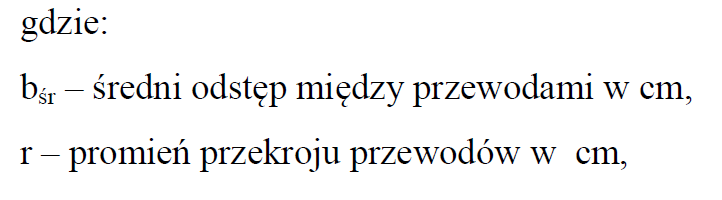 gdzie:
bśr – średni odstęp między przewodami w cm,
r – promień przekroju przewodów w  cm,